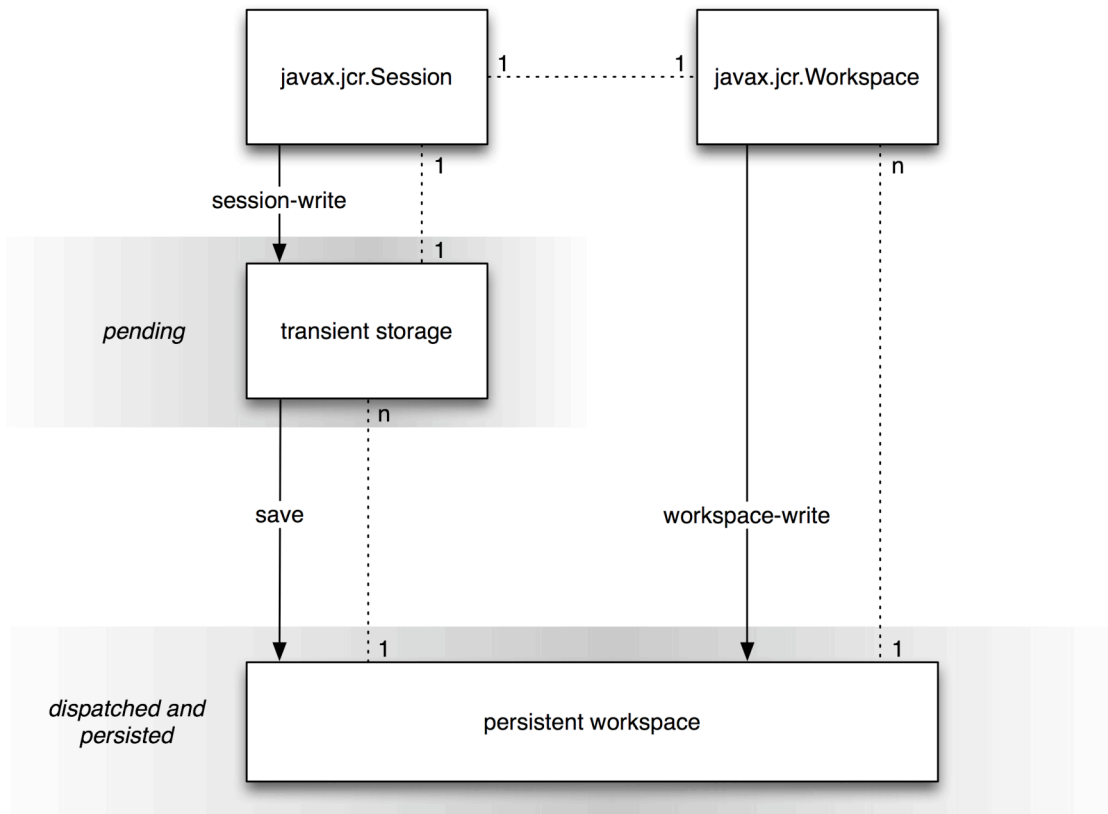 javax.jcr.Session
1
1
javax.jcr.Workspace
1
n
session-write
1
pending
transient storage
n
save
workspace-write
1
1
dispatched and
persisted
persistent workspace